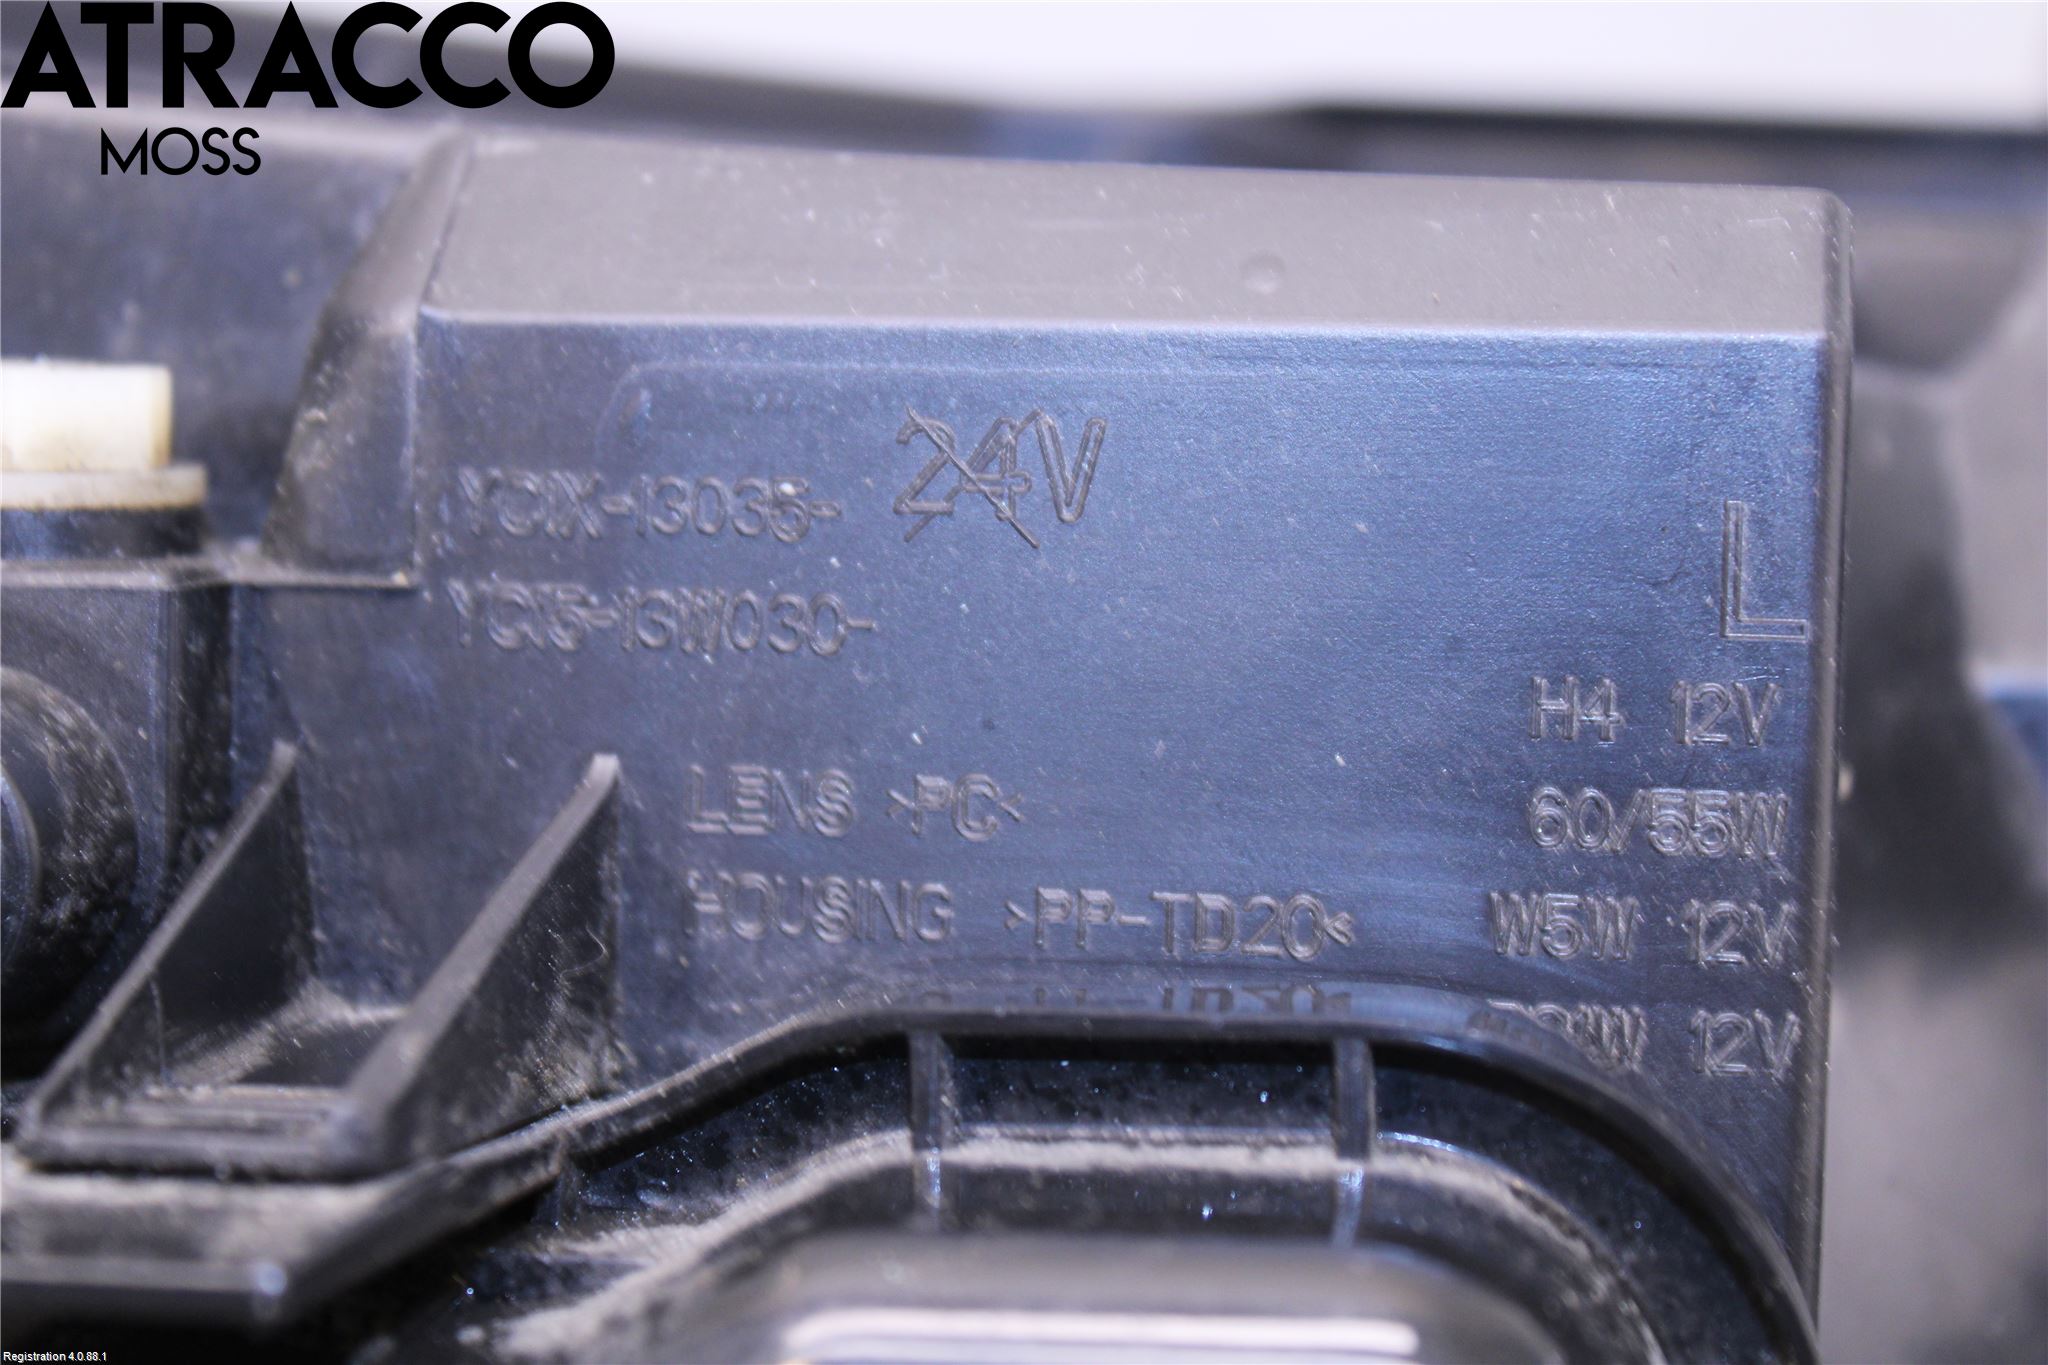 ATRACCO
MOSS
24V
YC1X-13035-
YC15-13W030-
L
H4 12V
60/55W
LENS >PC<
W5W 12V
HOUSING >PP-TD20<
12V
Registration 4.0.88.1